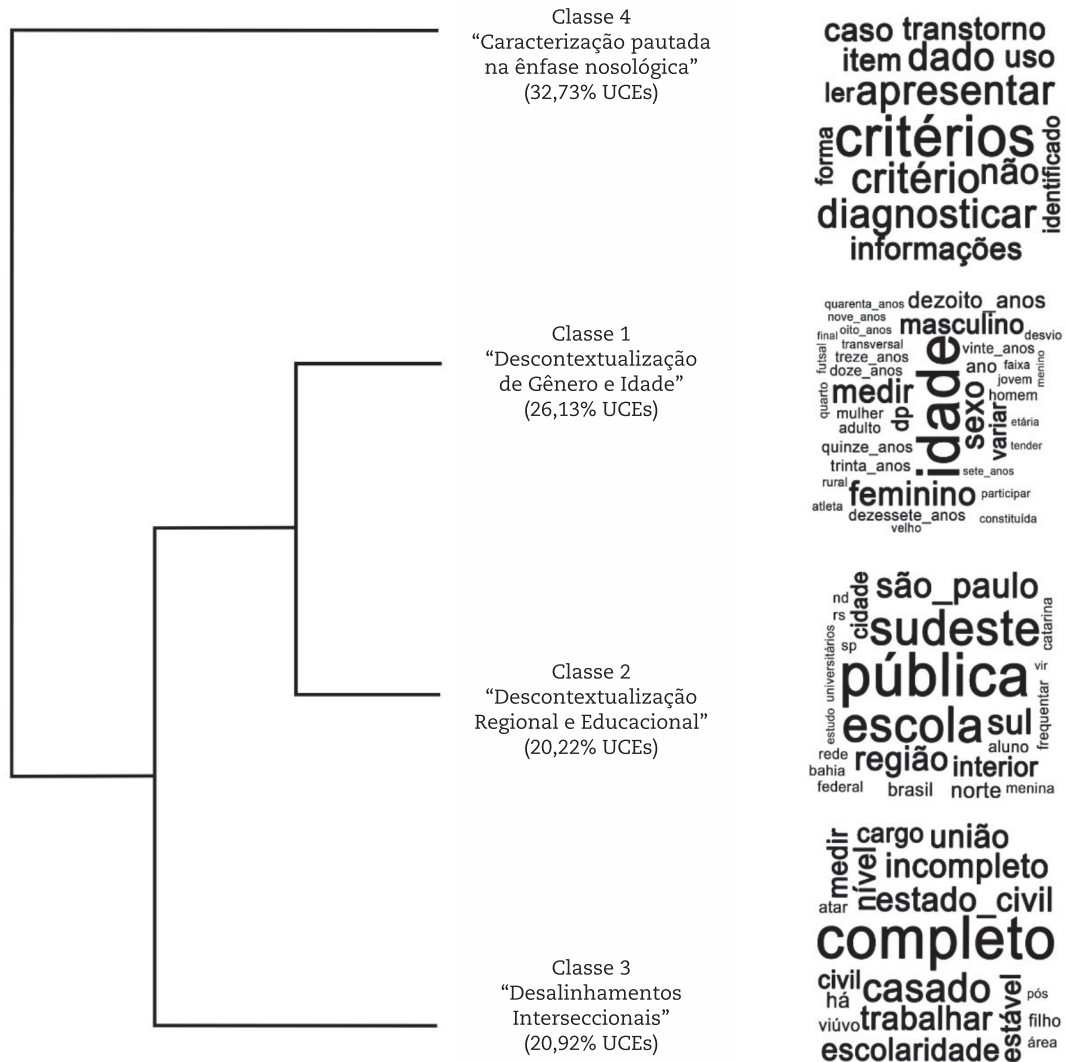 Classe 4
“Caracterização pautada
na ênfase nosológica”
(32,73% UCEs)
caso transtorno
item dado uso
ler apresentar
critérios
forma
identificado
critério não
diagnosticar
informações
Classe 1
“Descontextualização
de Gênero e Idade”
(26,13% UCEs)
quarenta_anos dezoito_anos
nove_anos
masculino
final oito_anos
desvio
transversal
vinte_anos
futsal
treze_anos
ano faixa
menino
doze_anos
jovem
idade
quarto
medir
sexo
homem
mulher
dp
variar
etária
adulto
quinze_anos
tender
trinta_anos
sete_anos
rural
feminino participar
atleta
dezessete_anos constituída
velho
Classe 2
“Descontextualização
Regional e Educacional”
(20,22% UCEs)
nd
cidade
são_paulo
rs
catarina
sp
sudeste
universitários
pública
vir
estudo
frequentar
escola sul
aluno
rede
região interior
bahia
federal brasil norte menina
Classe 3
“Desalinhamentos
Interseccionais”
(20,92% UCEs)
medir
cargo união
nível
incompleto
atar
estado_civil
completo
civil
casado
estável
há
pós
viúvo
trabalhar
filho
escolaridade
área